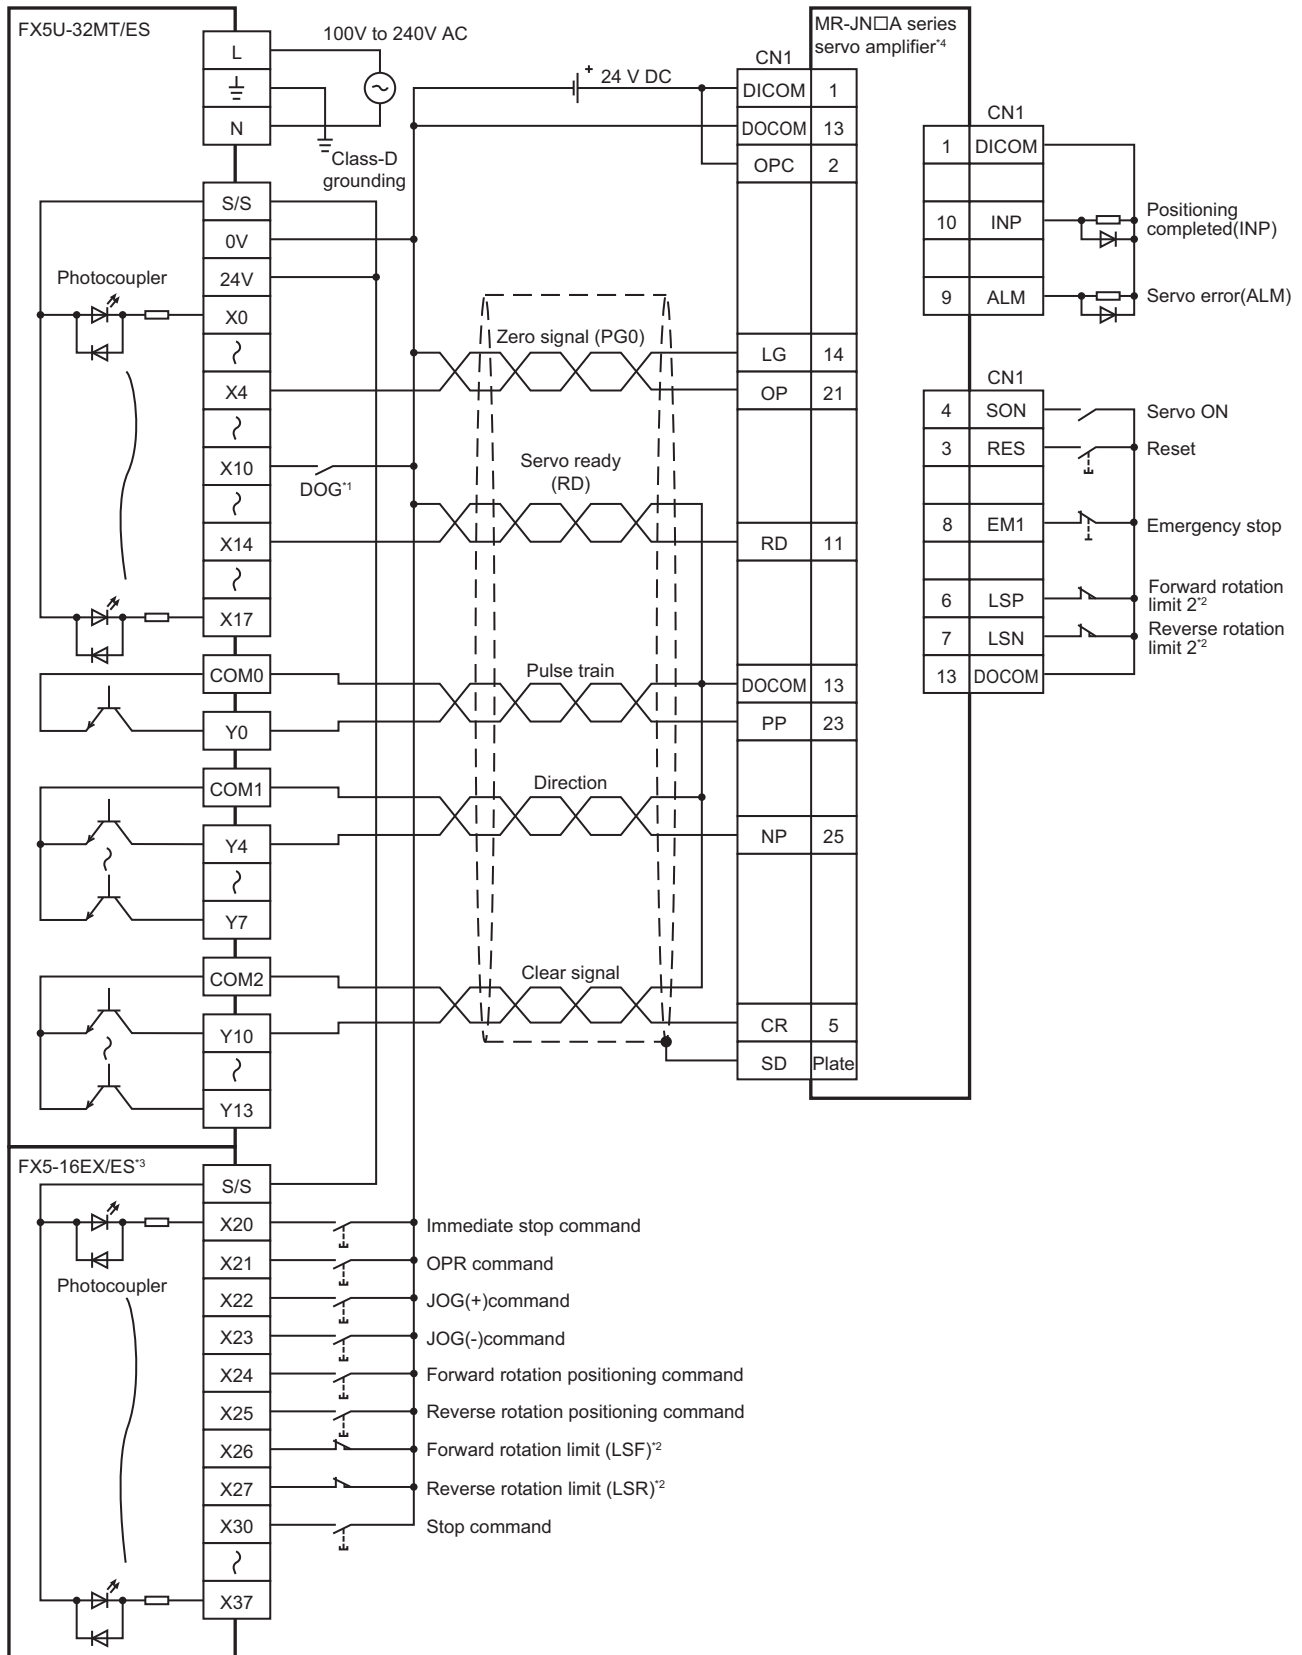 FX5U-32MT/ES
L
N
100V to 240V AC
Class-D
grounding
S/S
0V
24V
X0
X4
X10
X14
X17
COM0
Y0
COM1
Y4
Y7
COM2
Y10
Y13
Photocoupler
DOG*1
+ 24 V DC
Zero signal (PG0)
Servo ready
(RD)
Pulse train
Direction
Clear signal
MR-JN□A series
servo amplifier*4
CN1
DICOM 1
DOCOM 13
OPC 2
LG 14
OP 21
RD 11
DOCOM 13
PP 23
NP 25
CR 5
SD Plate
CN1
1 DICOM
10 INP
9 ALM
Positioning
completed(INP)
Servo error(ALM)
CN1
4 SON
3 RES
8 EM1
6 LSP
7 LSN
13 DOCOM
Servo ON
Reset
Emergency stop
Forward rotation
limit 2*2
Reverse rotation
limit 2*2
FX5-16EX/ES*3
Photocoupler
S/S
X20 Immediate stop command
X21 OPR command
X22 JOG(+)command
X23 JOG(-)command
X24 Forward rotation positioning command
X25 Reverse rotation positioning command
X26 Forward rotation limit (LSF)*2
X27 Reverse rotation limit (LSR)*2
X30 Stop command
X37